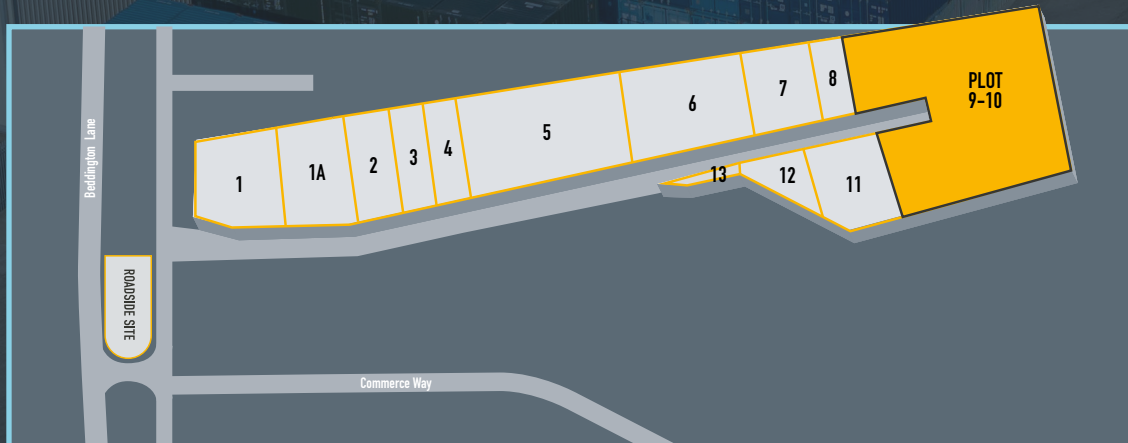 PLOT
9–10
8
7
6
5
4
3
2
1A
1
13
12
11
Beddington Lane
ROADSIDE SITE
Commerce Way